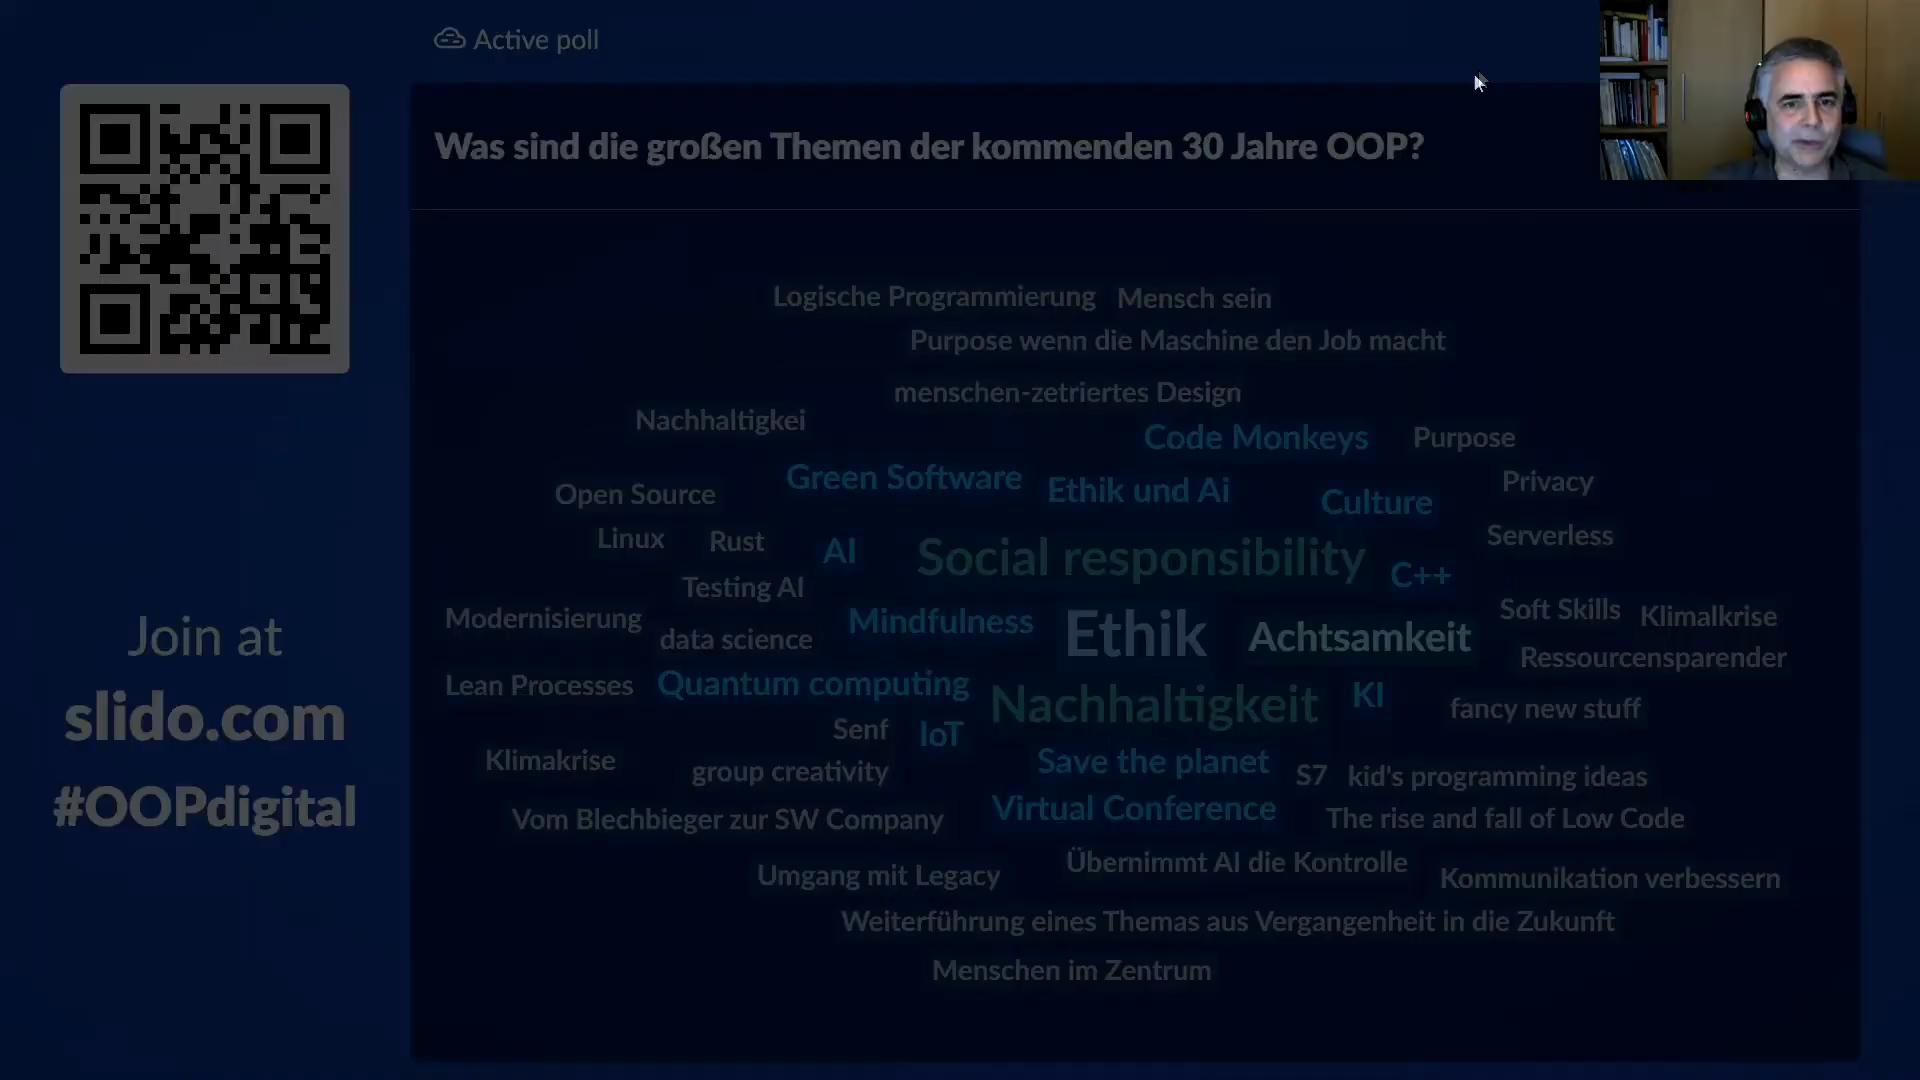 Active poll
Was sind die großen Themen der kommenden 30 Jahre OOP?
Logische Programmierung Mensch sein
Purpose wenn die Maschine den Job macht
menschen-zetriertes Design
Nachhaltigkei
Code Monkeys Purpose
Green Software Ethik und Ai Culture Privacy
Open Source
Linux Rust AI Social responsibility C++ Serverless
Testing AI
Modernisierung data science Mindfulness Ethik Achtsamkeit Soft Skills Klimalkrise
Ressourcensparender
Lean Processes Quantum computing Nachhaltigkeit KI fancy new stuff
Senf IoT
Klimakrise group creativity Save the planet S7 kid's programming ideas
Vom Blechbieger zur SW Company Virtual Conference The rise and fall of Low Code
Umgang mit Legacy Übernimmt AI die Kontrolle Kommunikation verbessern
Weiterführung eines Themas aus Vergangenheit in die Zukunft
Menschen im Zentrum
Join at
slido.com
#OOPdigital